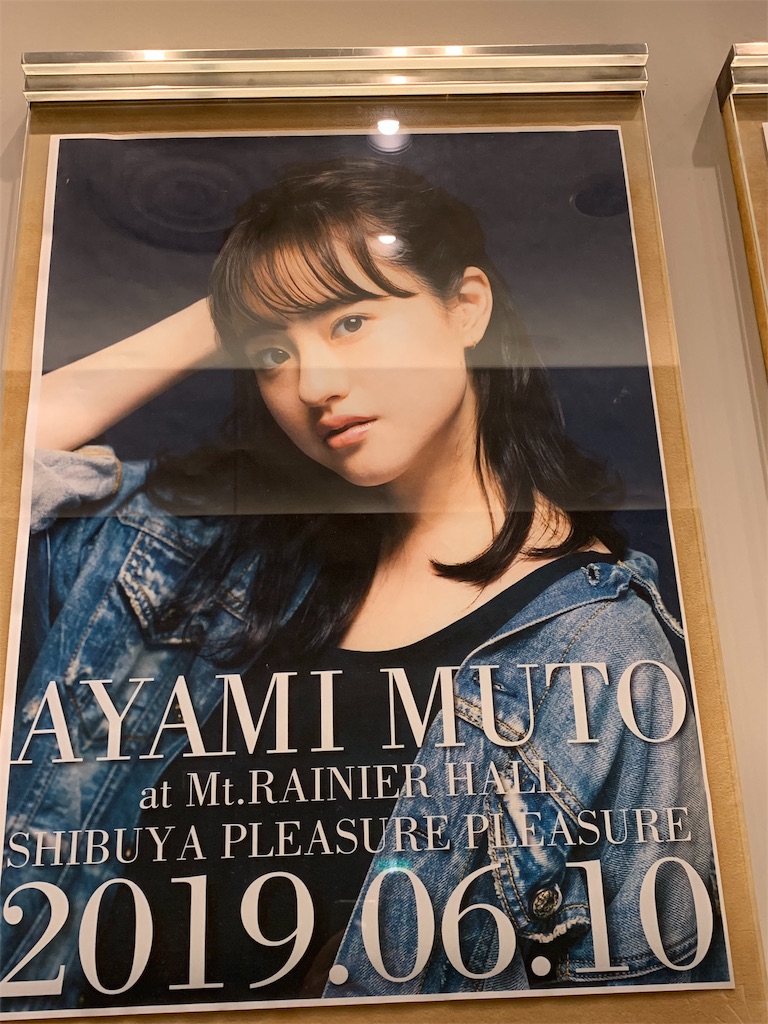 AYAMI MUTO
at Mt.RAINIER HALL
SHIBUYA PLEASURE PLEASURE
2019.06.10